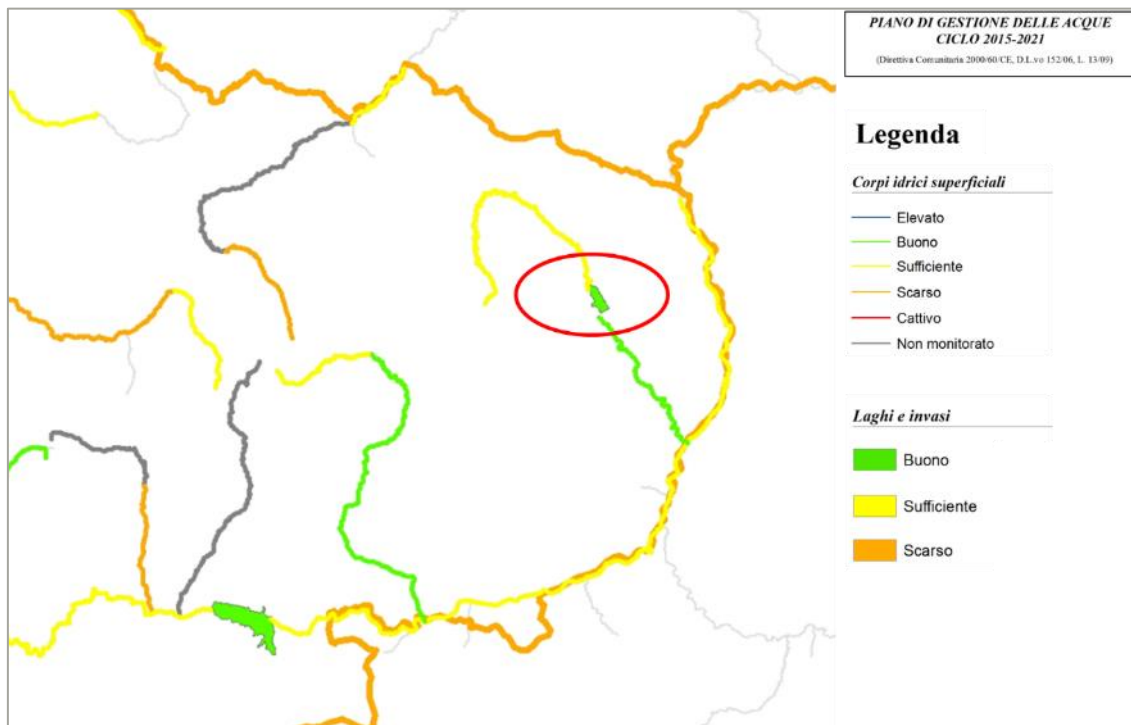 PIANO DI GESTIONE DELLE ACQUE
CICLO 2015-2021
(Direttiva Comunitaria 2000/60/CE, D.L.vo 152/06, L. 13/09)
Legenda
Corpi idrici superficiali
Elevato
Buono
Sufficiente
Scarso
Cattivo
Non monitorato
Laghi e invasi
Buono
Sufficiente
Scarso